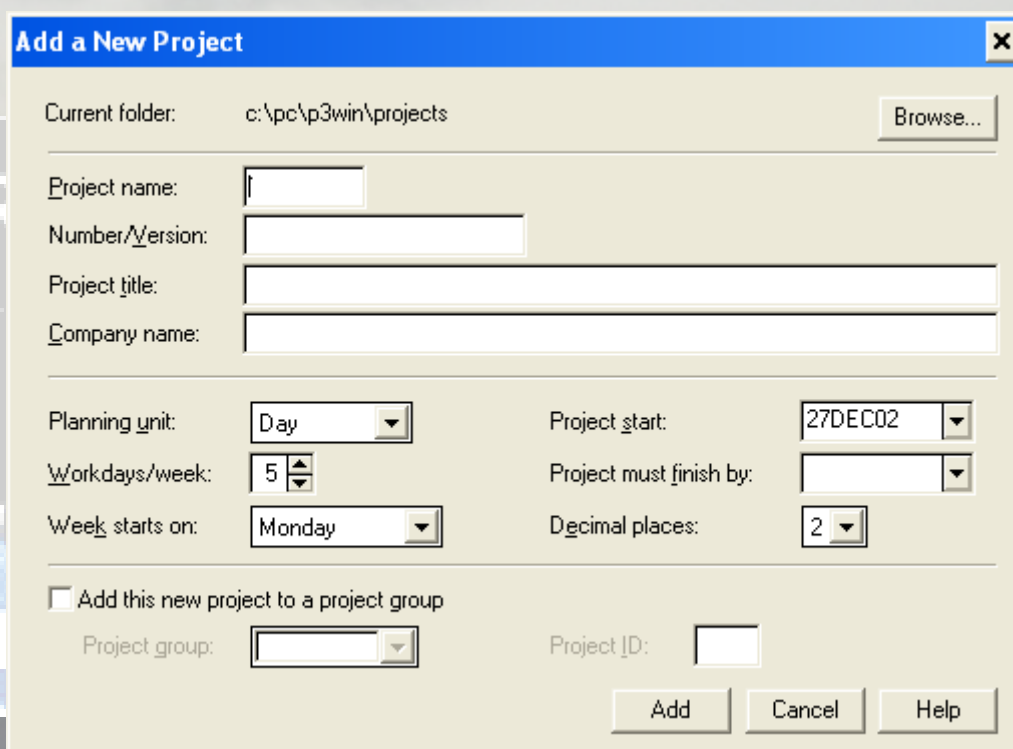 Add a New Project
Current folder: c:\pc\p3win\projects Browse...
Project name:
Number/Version:
Project title:
Company name:
Planning unit: Day Project start: 27DEC02
Workdays/week: 5 Project must finish by:
Week starts on: Monday Decimal places: 2
Add this new project to a project group
Project group: Project ID:
Add Cancel Help